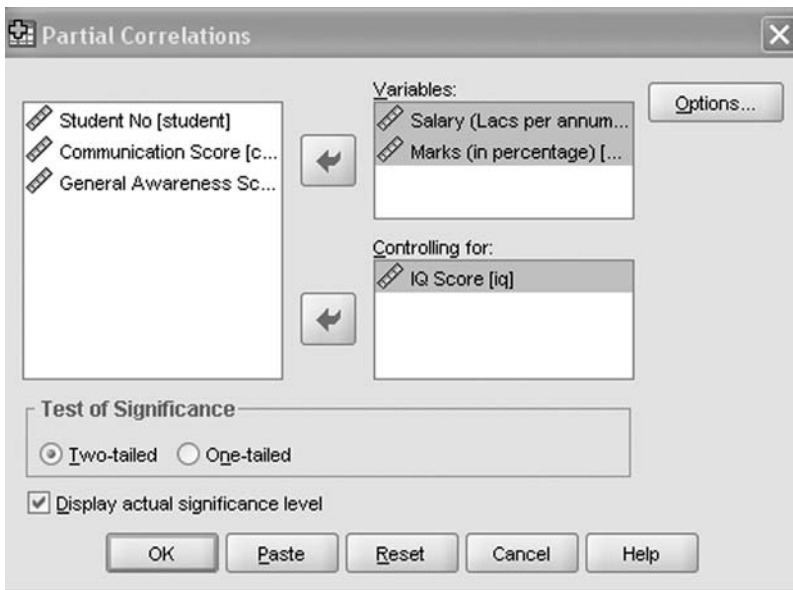 Partial Correlations
Student No [student]
Communication Score [c...
General Awareness Sc...
Variables:
Salary (Lacs per annum...
Marks (in percentage) [...
Options...
Controlling for:
IQ Score [iq]
Test of Significance
Two-tailed
One-tailed
Display actual significance level
OK
Paste
Reset
Cancel
Help